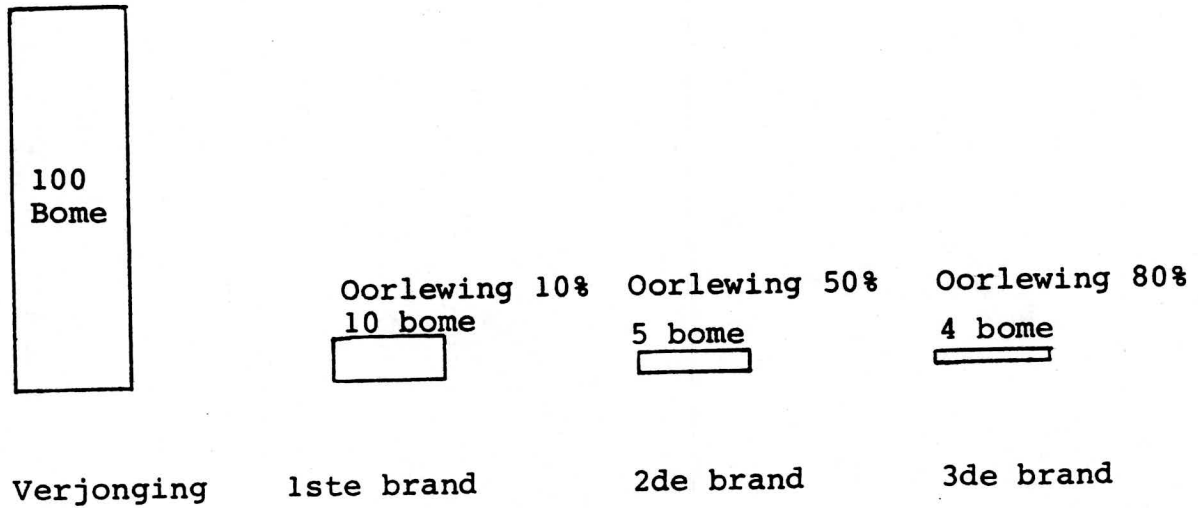 100
Bome
Oorlewing 10%
10 bome
Oorlewing 50%
5 bome
Oorlewing 80%
4 bome
Verjonging
1ste brand
2de brand
3de brand